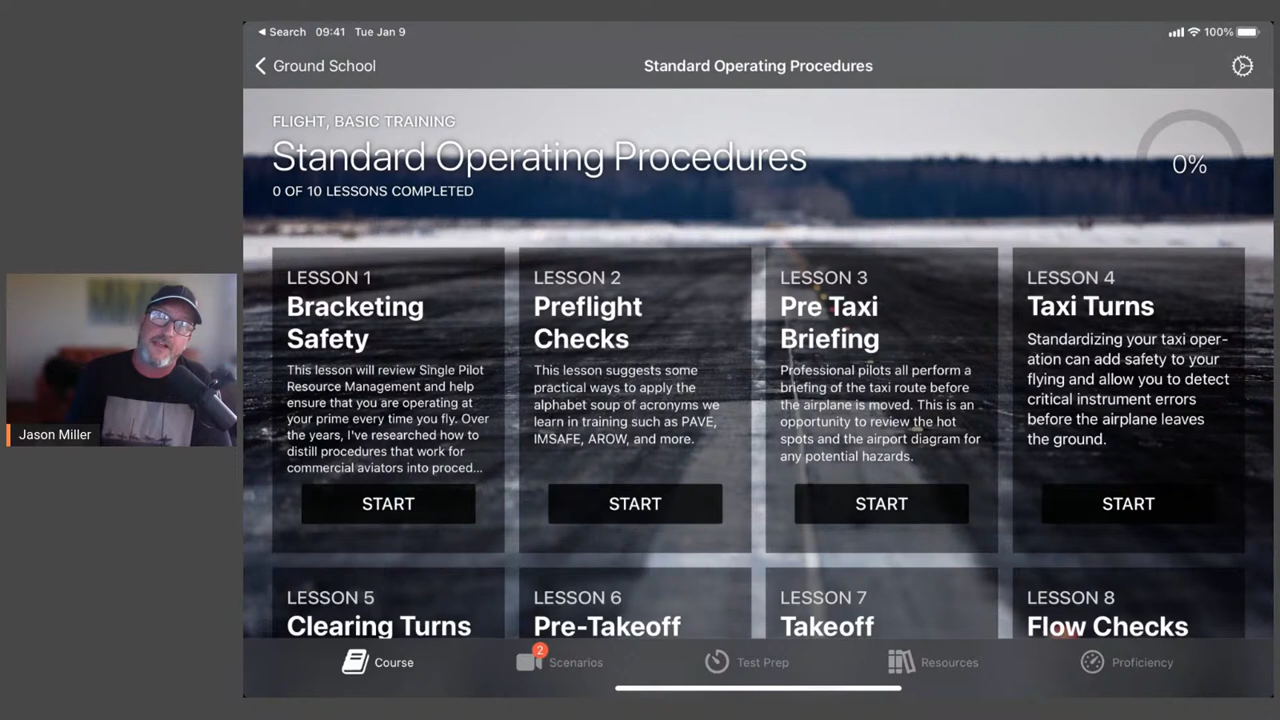 Search 09:41 Tue Jan 9 100%
Ground School
Standard Operating Procedures
FLIGHT, BASIC TRAINING
Standard Operating Procedures
0 OF 10 LESSONS COMPLETED
0%
LESSON 1
Bracketing
Safety
This lesson will review Single Pilot
Resource Management and help
ensure that you are operating at
your prime every time you fly. Over
the years, I've researched how to
distill procedures that work for
commercial aviators into proced...
START
LESSON 2
Preflight
Checks
This lesson suggests some
practical ways to apply the
alphabet soup of acronyms we
learn in training such as PAVE,
IMSAFE, AROW, and more.
START
LESSON 3
Pre Taxi
Briefing
Professional pilots all perform a
briefing of the taxi route before
the airplane is moved. This is an
opportunity to review the hot
spots and the airport diagram for
any potential hazards.
START
LESSON 4
Taxi Turns
Standardizing your taxi oper-
ation can add safety to your
flying and allow you to detect
critical instrument errors
before the airplane leaves
the ground.
START
Jason Miller
LESSON 5
Clearing Turns
LESSON 6
Pre-Takeoff
LESSON 7
Takeoff
LESSON 8
Flow Checks
Course
2
Scenarios
Test Prep
Resources
Proficiency